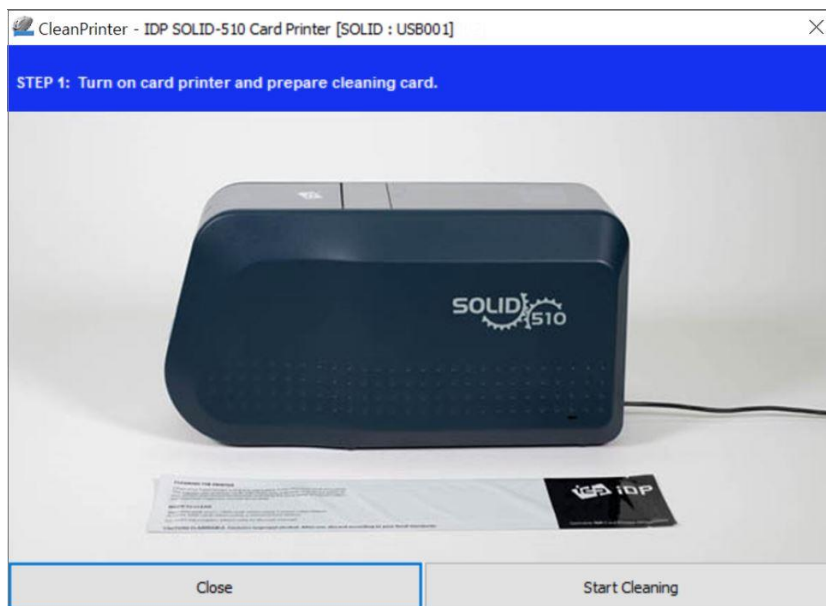 CleanPrinter - IDP SOLID-510 Card Printer [SOLID : USB001]
STEP 1: Turn on card printer and prepare cleaning card.
SOLID
510
iDP
Close
Start Cleaning